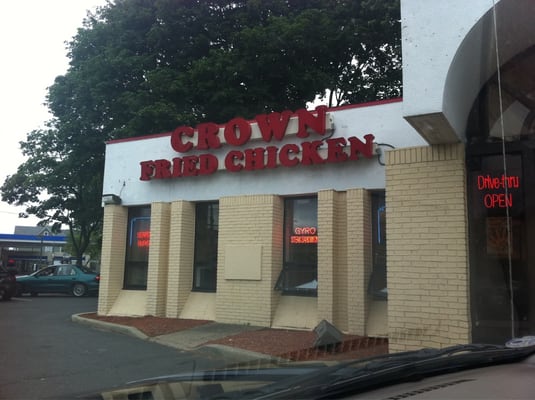 CROWN
FRIED CHICKEN
Drive-thru
OPEN
GYRO